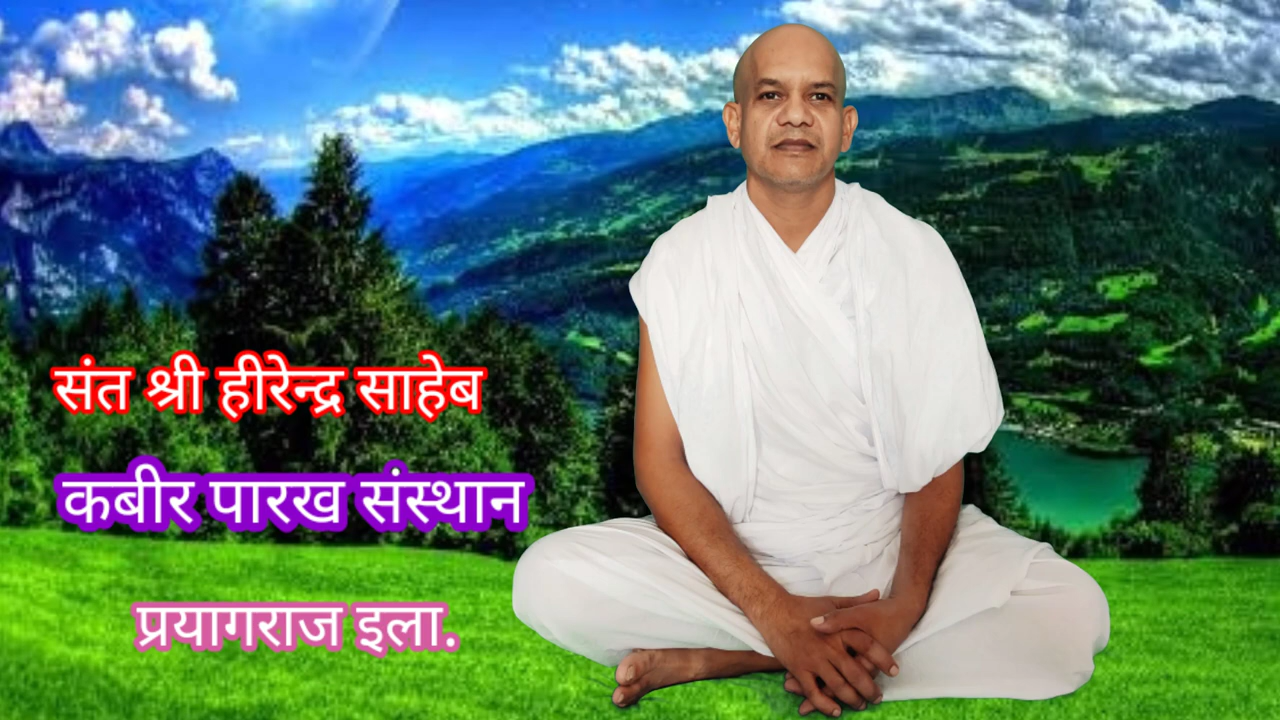 संत श्री हीरेन्द्र साहेब
कबीर पारख संस्थान
प्रयागराज इला.